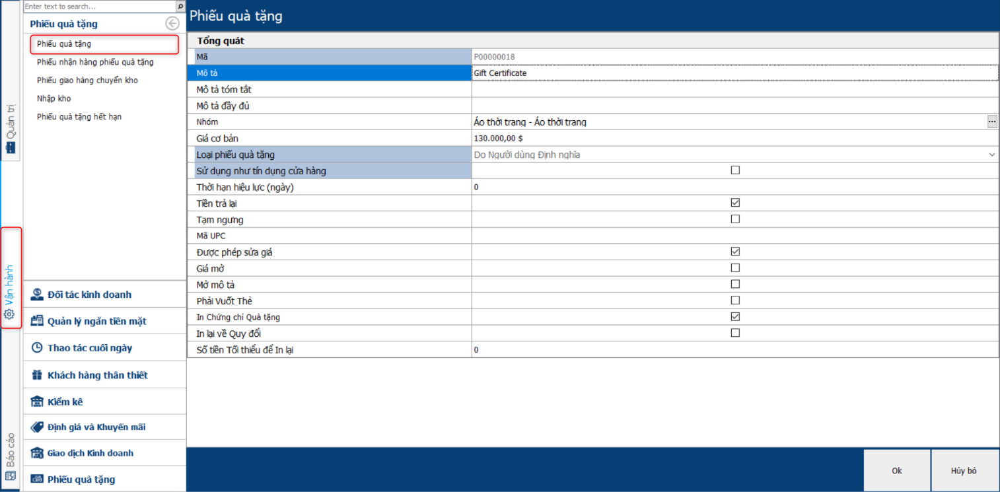 Enter text to search...
Phiếu quà tặng
Phiếu quà tặng
Phiếu nhận hàng phiếu quà tặng
Phiếu giao hàng chuyển kho
Nhập kho
Phiếu quà tặng hết hạn
Quản trị
Vận hành
Báo cáo
Đối tác kinh doanh
Quản lý ngăn tiền mặt
Thao tác cuối ngày
Khách hàng thân thiết
Kiểm kê
Định giá và Khuyến mãi
Giao dịch Kinh doanh
Phiếu quà tặng
Phiếu quà tặng
Tổng quát
Mã P00000018
Mô tả Gift Certificate
Mô tả tóm tắt
Mô tả đầy đủ
Nhóm Áo thời trang - Áo thời trang ...
Giá cơ bản 130.000,00 $
Loại phiếu quà tặng Do Người dùng Định nghĩa
Sử dụng như tín dụng cửa hàng
Thời hạn hiệu lực (ngày) 0
Tiền trả lại
Tạm ngưng
Mã UPC
Được phép sửa giá
Giá mở
Mở mô tả
Phải Vuốt Thẻ
In Chứng chỉ Quà tặng
In lại về Quy đổi
Số tiền Tối thiểu để In lại 0
Ok
Hủy bỏ